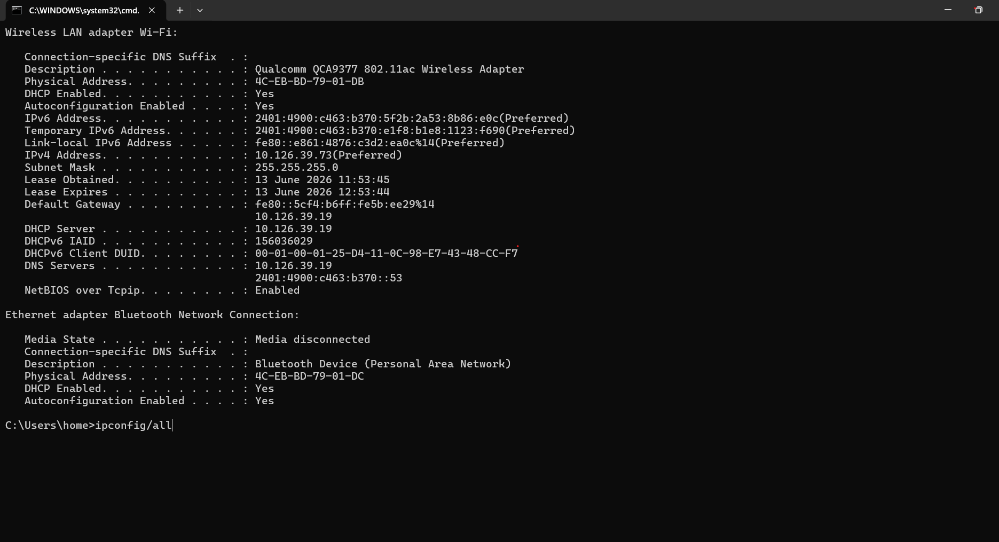 C:\WINDOWS\system32\cmd.
Wireless LAN adapter Wi-Fi:
Connection-specific DNS Suffix  . :
Description . . . . . . . . . . . : Qualcomm QCA9377 802.11ac Wireless Adapter
Physical Address. . . . . . . . . : 4C-EB-BD-79-01-DB
DHCP Enabled. . . . . . . . . . . : Yes
Autoconfiguration Enabled . . . . : Yes
IPv6 Address. . . . . . . . . . . : 2401:4900:c463:b370:5f2b:2a53:8b86:e0c(Preferred)
Temporary IPv6 Address. . . . . . : 2401:4900:c463:b370:e1f8:b1e8:1123:f690(Preferred)
Link-local IPv6 Address . . . . . : fe80::e861:4876:c3d2:ea0c%14(Preferred)
IPv4 Address. . . . . . . . . . . : 10.126.39.73(Preferred)
Subnet Mask . . . . . . . . . . . : 255.255.255.0
Lease Obtained. . . . . . . . . . : 13 June 2026 11:53:45
Lease Expires . . . . . . . . . . : 13 June 2026 12:53:44
Default Gateway . . . . . . . . . : fe80::5cf4:b6ff:fe5b:ee29%14
10.126.39.19
DHCP Server . . . . . . . . . . . : 10.126.39.19
DHCPv6 IAID . . . . . . . . . . . : 156036029
DHCPv6 Client DUID. . . . . . . . : 00-01-00-01-25-D4-11-0C-98-E7-43-48-CC-F7
DNS Servers . . . . . . . . . . . : 10.126.39.19
2401:4900:c463:b370::53
NetBIOS over Tcpip. . . . . . . . : Enabled
Ethernet adapter Bluetooth Network Connection:
Media State . . . . . . . . . . . : Media disconnected
Connection-specific DNS Suffix  . :
Description . . . . . . . . . . . : Bluetooth Device (Personal Area Network)
Physical Address. . . . . . . . . : 4C-EB-BD-79-01-DC
DHCP Enabled. . . . . . . . . . . : Yes
Autoconfiguration Enabled . . . . : Yes
C:\Users\home>ipconfig/all